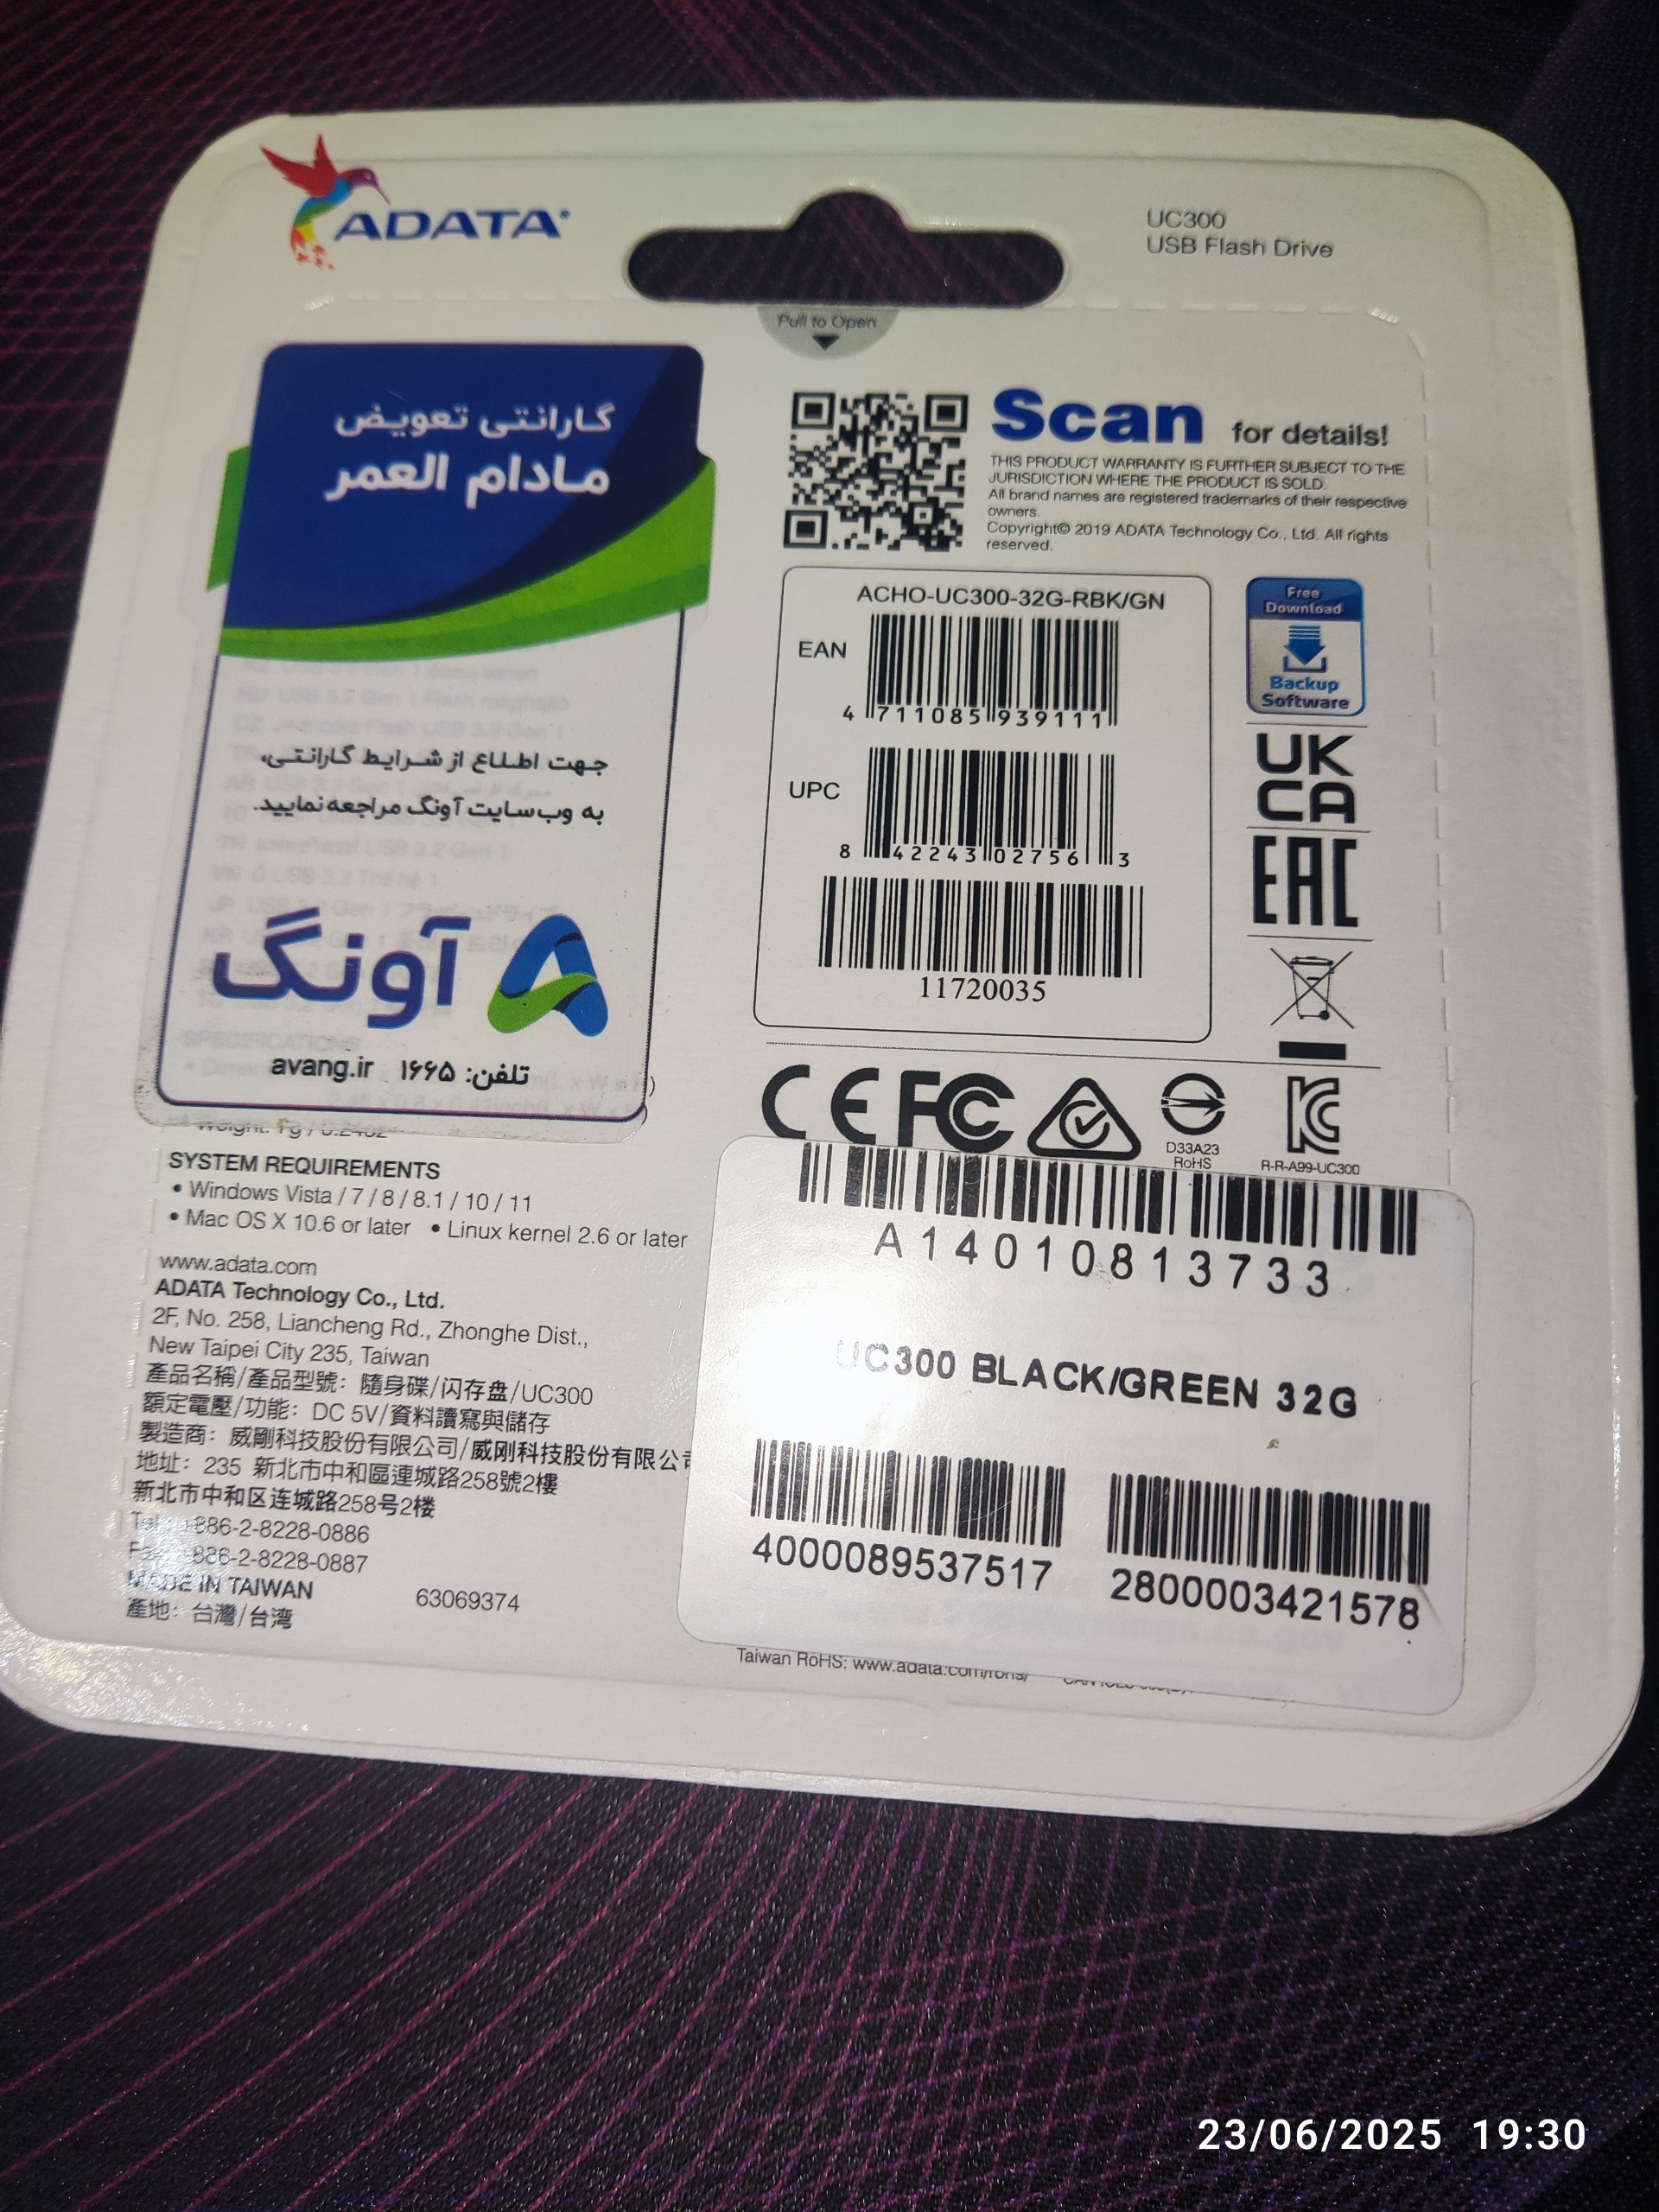 ADATA
UC300
USB Flash Drive
Pull to Open
گارانتی تعویض
مادام العمر
جهت اطلاع از شرایط گارانتی،
به وب‌سایت آونگ مراجعه نمایید.
آونگ
تلفن: ۱۶۶۵ avang.ir
Scan for details!
THIS PRODUCT WARRANTY IS FURTHER SUBJECT TO THE
JURISDICTION WHERE THE PRODUCT IS SOLD.
All brand names are registered trademarks of their respective
owners.
Copyright© 2019 ADATA Technology Co., Ltd. All rights
reserved.
ACHO-UC300-32G-RBK/GN
EAN
4 711085 939111
UPC
8 42243 02756 3
11720035
Free
Download
Backup
Software
UK
CA
EAC
CE FC
D33A23
RoHS
R-R-A99-UC300
SPECIFICATIONS
SYSTEM REQUIREMENTS
• Windows Vista / 7 / 8 / 8.1 / 10 / 11
• Mac OS X 10.6 or later • Linux kernel 2.6 or later
www.adata.com
ADATA Technology Co., Ltd.
2F, No. 258, Liancheng Rd., Zhonghe Dist.,
New Taipei City 235, Taiwan
產品名稱/產品型號：隨身碟/闪存盘/UC300
額定電壓/功能：DC 5V/資料讀寫與儲存
製造商：威剛科技股份有限公司/威刚科技股份有限公司
地址：235 新北市中和區連城路258號2樓
新北市中和区连城路258号2楼
Tel: +886-2-8228-0886
Fax: +886-2-8228-0887
MADE IN TAIWAN
產地：台灣/台湾
63069374
A14010813733
UC300 BLACK/GREEN 32G
4000089537517
2800003421578
Taiwan RoHS: www.adata.com/rohs/
23/06/2025 19:30